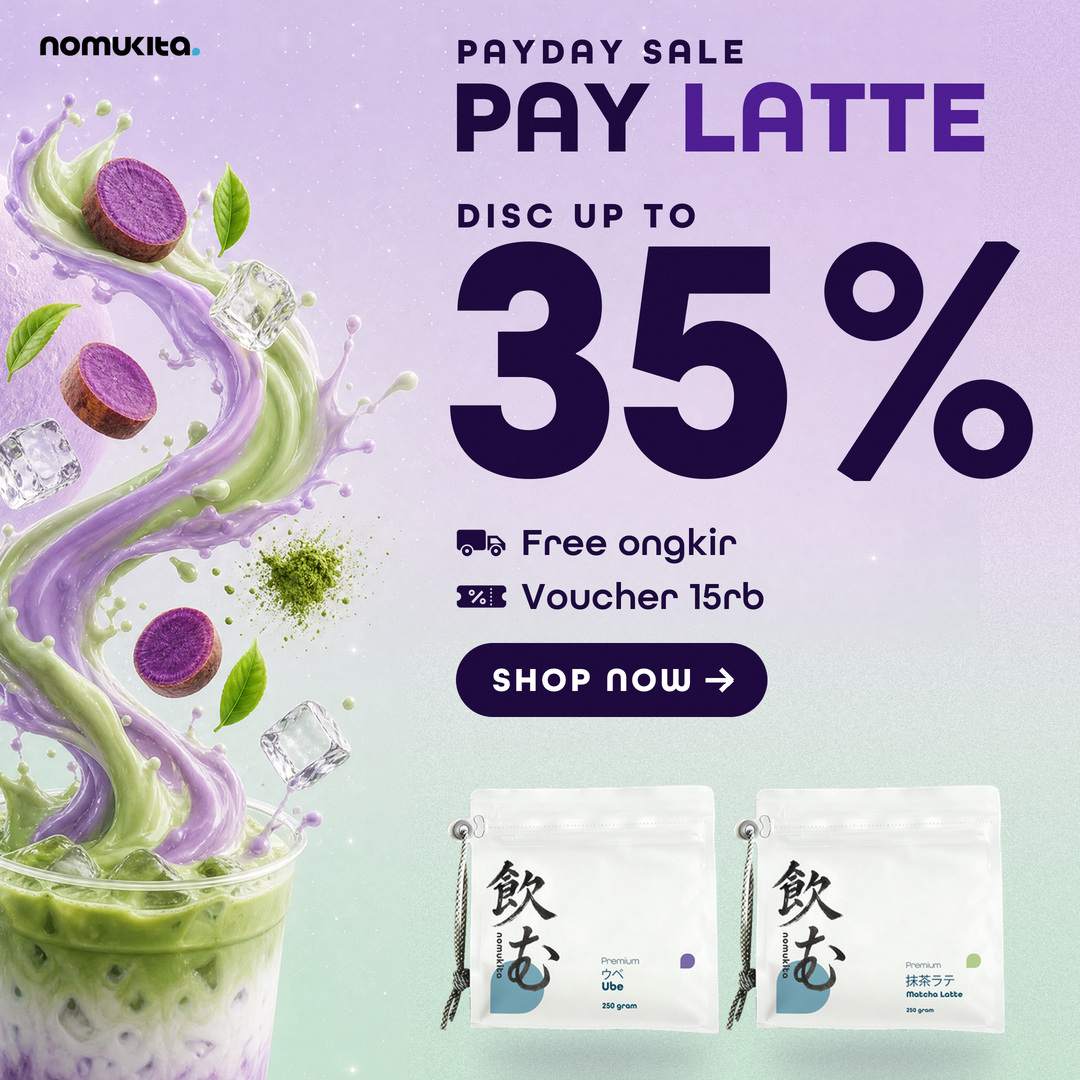 nomukita.
PAYDAY SALE
PAY LATTE
DISC UP TO
35%
Free ongkir
Voucher 15rb
SHOP NOW →
飲む
nomukita
Premium
ウベ
Ube
250 gram
飲む
nomukita
Premium
抹茶ラテ
Matcha Latte
250 gram